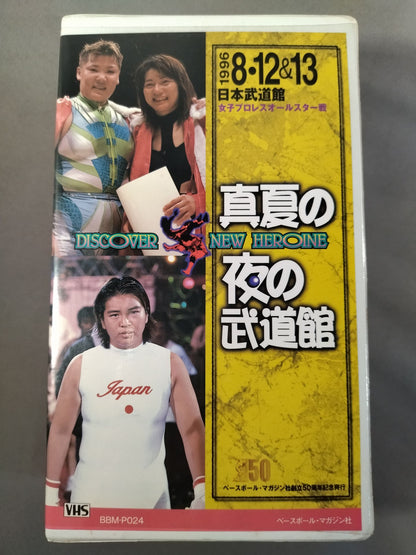 1996
8・12&13
日本武道館
女子プロレスオールスター戦
真夏の
DISCOVER NEW HEROINE
夜の
武道館
Japan
50
ベースボール・マガジン社創立50周年記念発行
VHS
BBM-P024
ベースボール・マガジン社